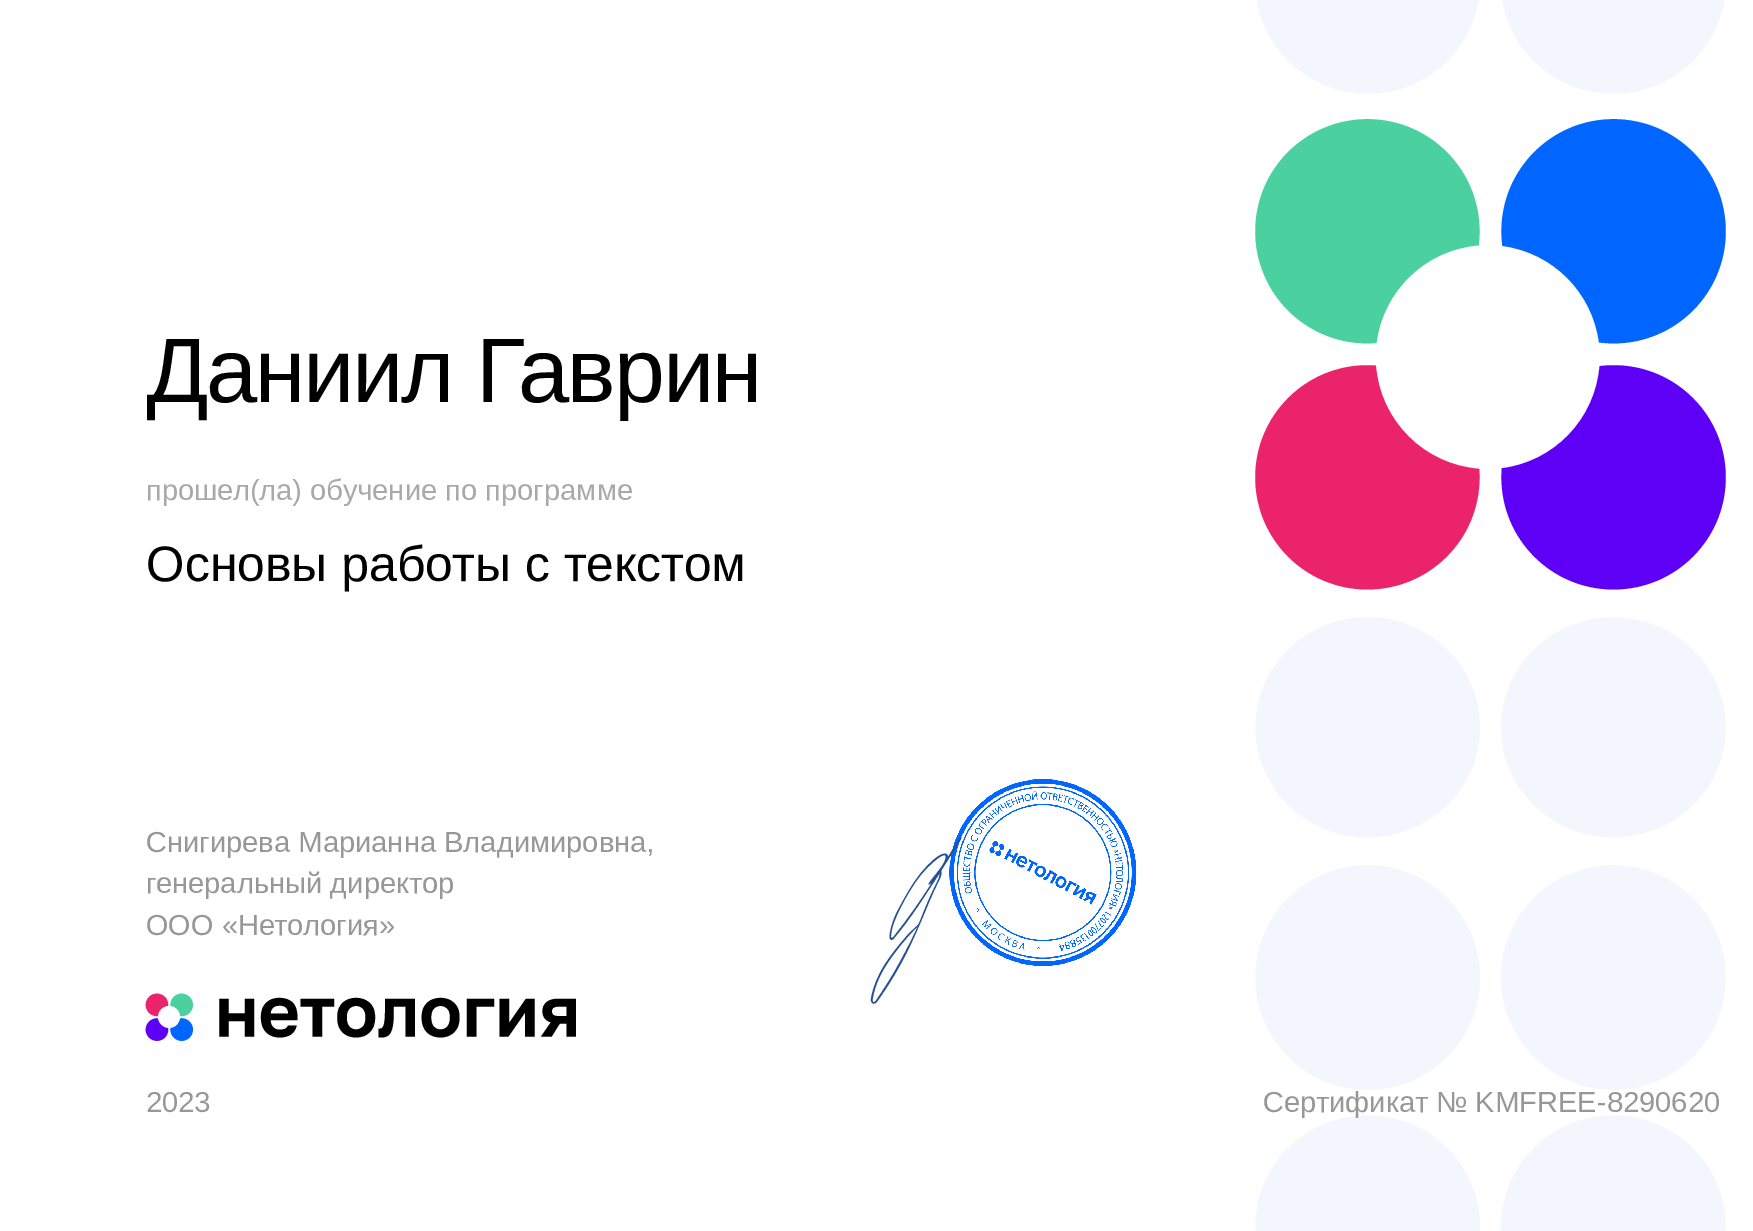 Даниил Гаврин
прошел(ла) обучение по программе
Основы работы с текстом
Снигирева Марианна Владимировна,
генеральный директор
ООО «Нетология»
ОБЩЕСТВО С ОГРАНИЧЕННОЙ ОТВЕТСТВЕННОСТЬЮ «НЕТОЛОГИЯ» 1207700135884
* МОСКВА *
нетология
нетология
2023
Сертификат № KMFREE-8290620